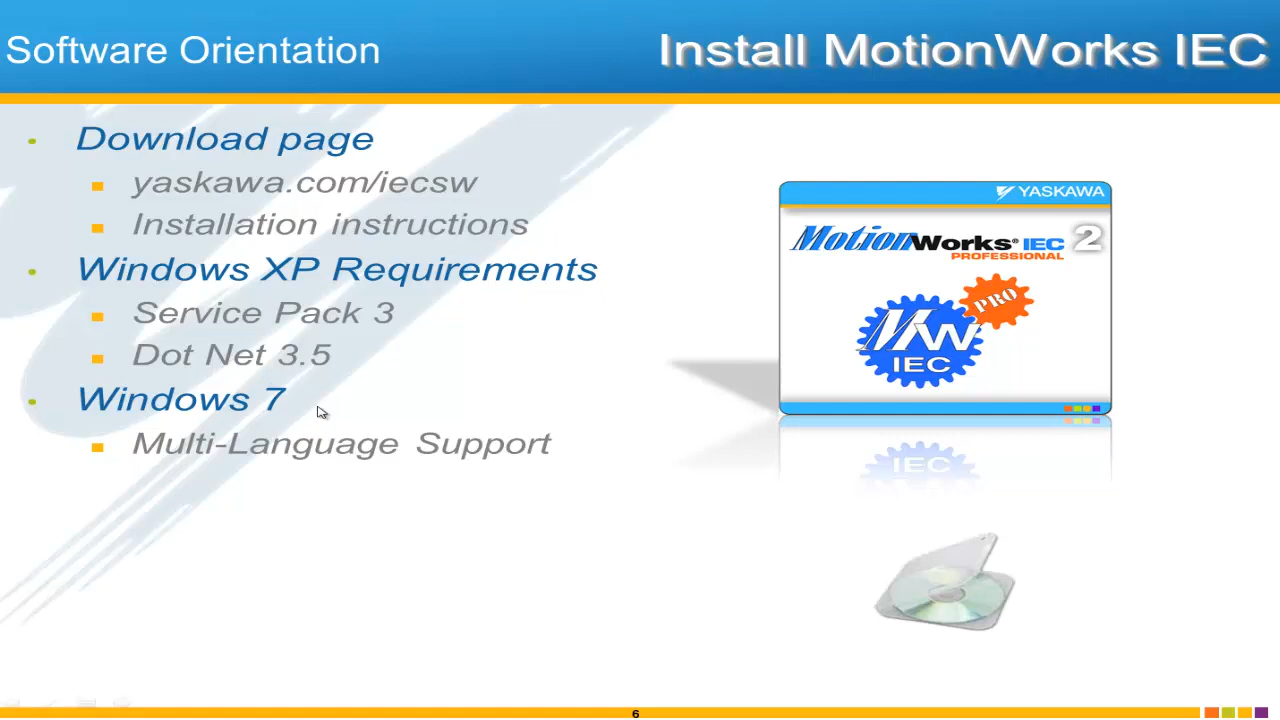 Software Orientation
Install MotionWorks IEC
Download page
yaskawa.com/iecsw
Installation instructions
Windows XP Requirements
Service Pack 3
Dot Net 3.5
Windows 7
Multi-Language Support
YASKAWA
MotionWorks® IEC 2
PROFESSIONAL
PRO
MW
IEC
IEC
6